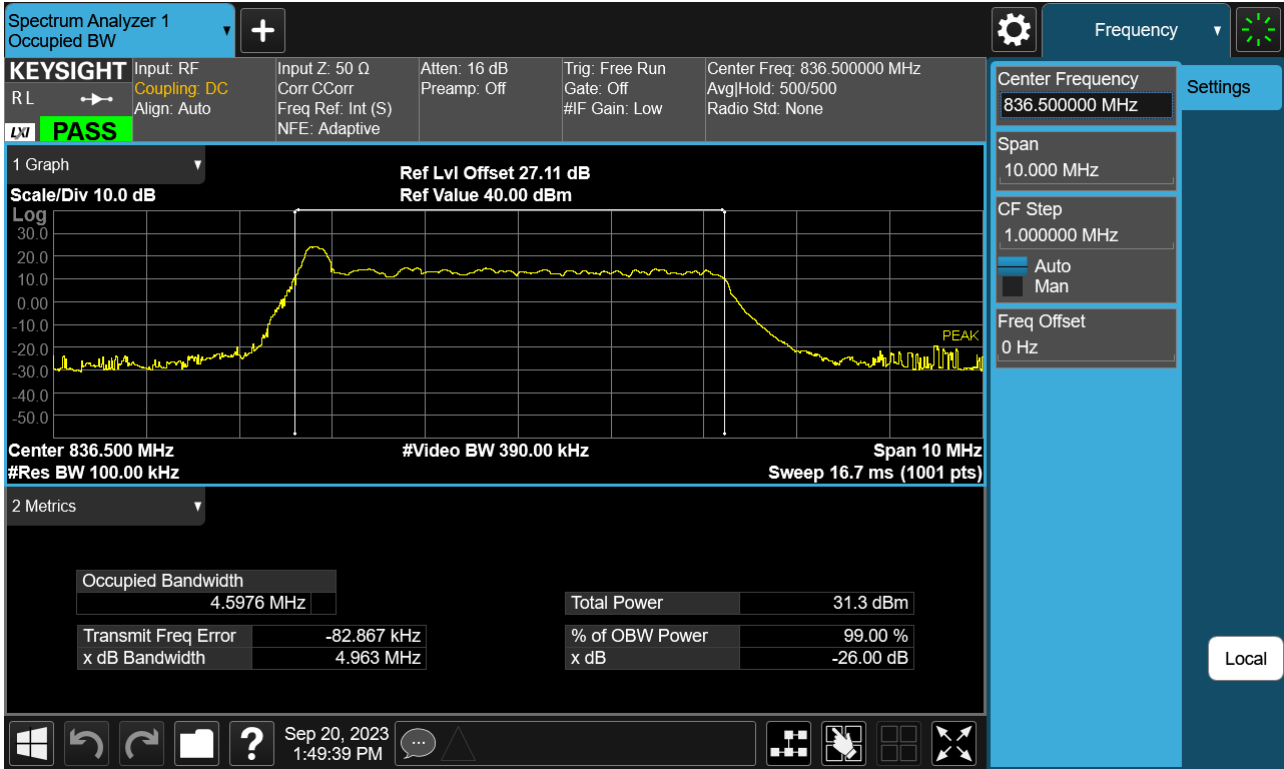 Spectrum Analyzer 1
Occupied BW
Frequency
KEYSIGHT
R L
LXI PASS
Input: RF
Coupling: DC
Align: Auto
Input Z: 50 Ω
Corr CCorr
Freq Ref: Int (S)
NFE: Adaptive
Atten: 16 dB
Preamp: Off
Trig: Free Run
Gate: Off
#IF Gain: Low
Center Freq: 836.500000 MHz
Avg|Hold: 500/500
Radio Std: None
1 Graph
Scale/Div 10.0 dB
Ref Lvl Offset 27.11 dB
Ref Value 40.00 dBm
Log
30.0
20.0
10.0
0.00
-10.0
-20.0
-30.0
-40.0
-50.0
PEAK
Center 836.500 MHz
#Video BW 390.00 kHz
Span 10 MHz
#Res BW 100.00 kHz
Sweep 16.7 ms (1001 pts)
2 Metrics
Occupied Bandwidth
4.5976 MHz
Transmit Freq Error -82.867 kHz
x dB Bandwidth 4.963 MHz
Total Power 31.3 dBm
% of OBW Power 99.00 %
x dB -26.00 dB
Center Frequency
836.500000 MHz
Span
10.000 MHz
CF Step
1.000000 MHz
Auto
Man
Freq Offset
0 Hz
Settings
Local
?
Sep 20, 2023
1:49:39 PM